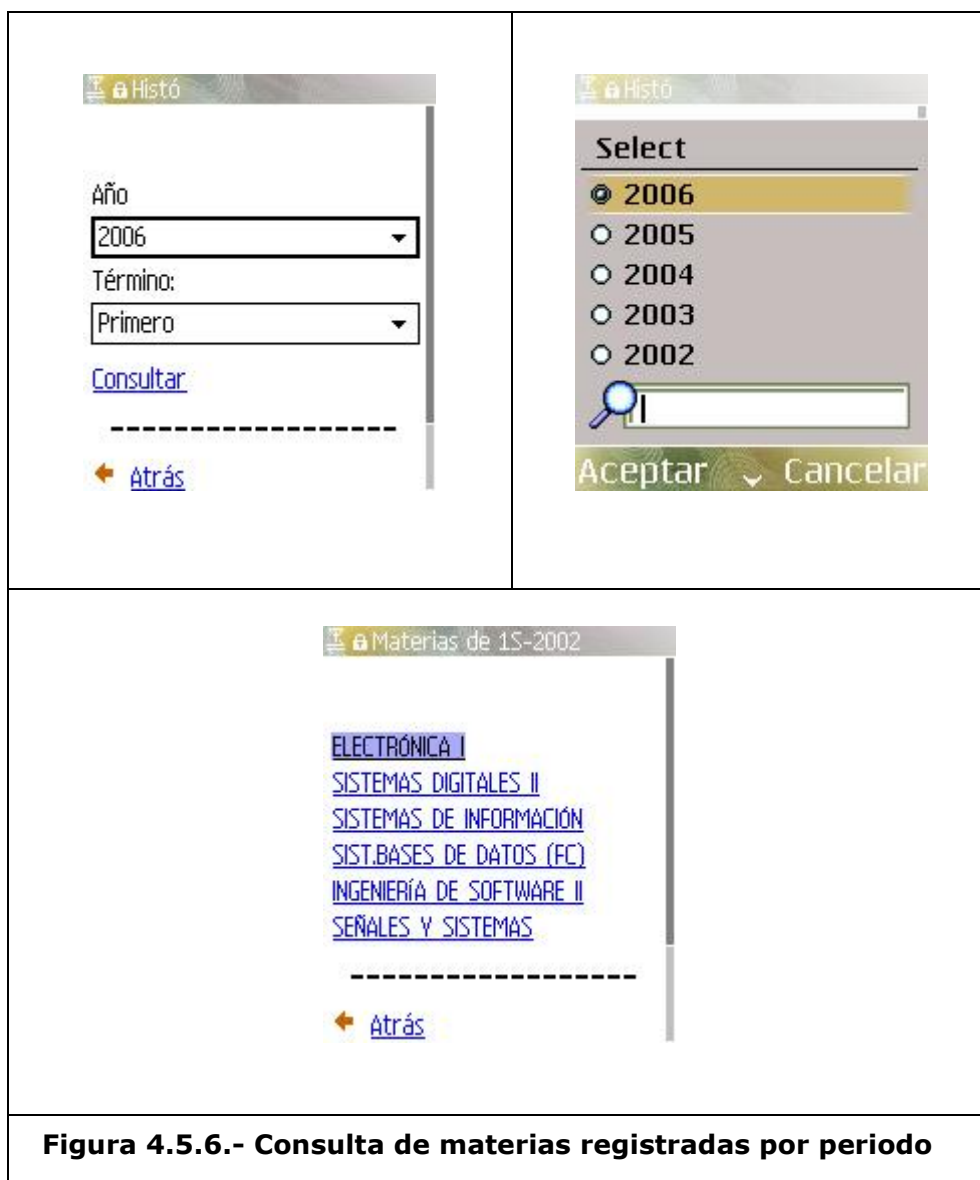 Histó
Año
2006
Término:
Primero
Consultar
------------------
Atrás
Histó
Select
2006
2005
2004
2003
2002
Aceptar Cancelar
Materias de 1S-2002
ELECTRÓNICA I
SISTEMAS DIGITALES II
SISTEMAS DE INFORMACIÓN
SIST.BASES DE DATOS (FC)
INGENIERÍA DE SOFTWARE II
SEÑALES Y SISTEMAS
------------------
Atrás
Figura 4.5.6.- Consulta de materias registradas por periodo